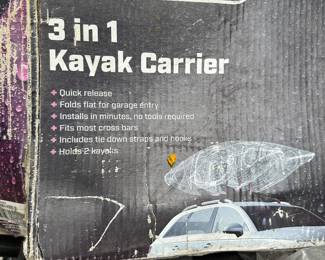 3 in 1
Kayak Carrier
Quick release
Folds flat for garage entry
Installs in minutes, no tools required
Fits most cross bars
Includes tie down straps and hooks
Holds 2 kayaks